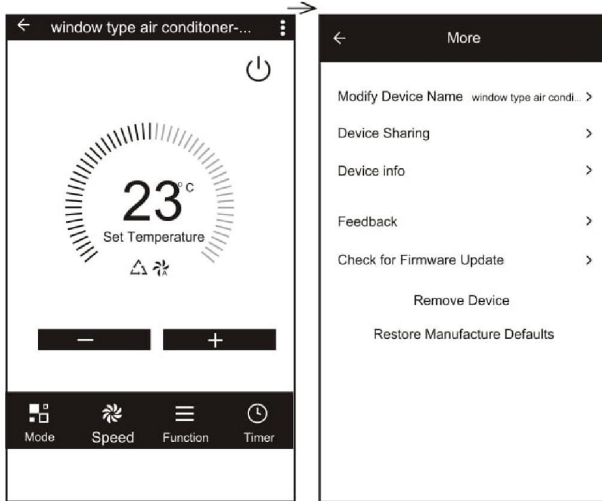 window type air conditoner-...
23°C
Set Temperature
A
Mode
Speed
Function
Timer
More
Modify Device Name window type air condi...
Device Sharing
Device info
Feedback
Check for Firmware Update
Remove Device
Restore Manufacture Defaults